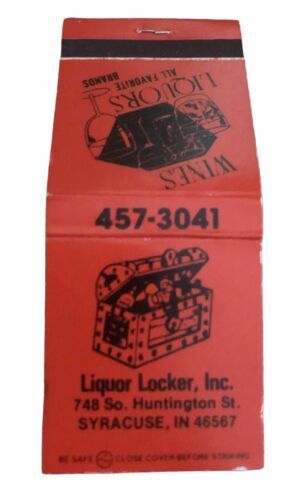 WINES
LIQUORS
ALL FAVORITE
BRANDS
457-3041
Liquor Locker, Inc.
748 So. Huntington St.
SYRACUSE, IN 46567
BE SAFE CLOSE COVER BEFORE STRIKING